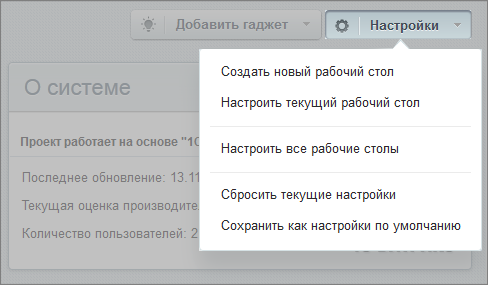 Добавить гаджет
Настройки
Создать новый рабочий стол
Настроить текущий рабочий стол
Настроить все рабочие столы
Сбросить текущие настройки
Сохранить как настройки по умолчанию
О системе
Проект работает на основе "1С
Последнее обновление: 13.11
Текущая оценка
Количество пользователей: 2